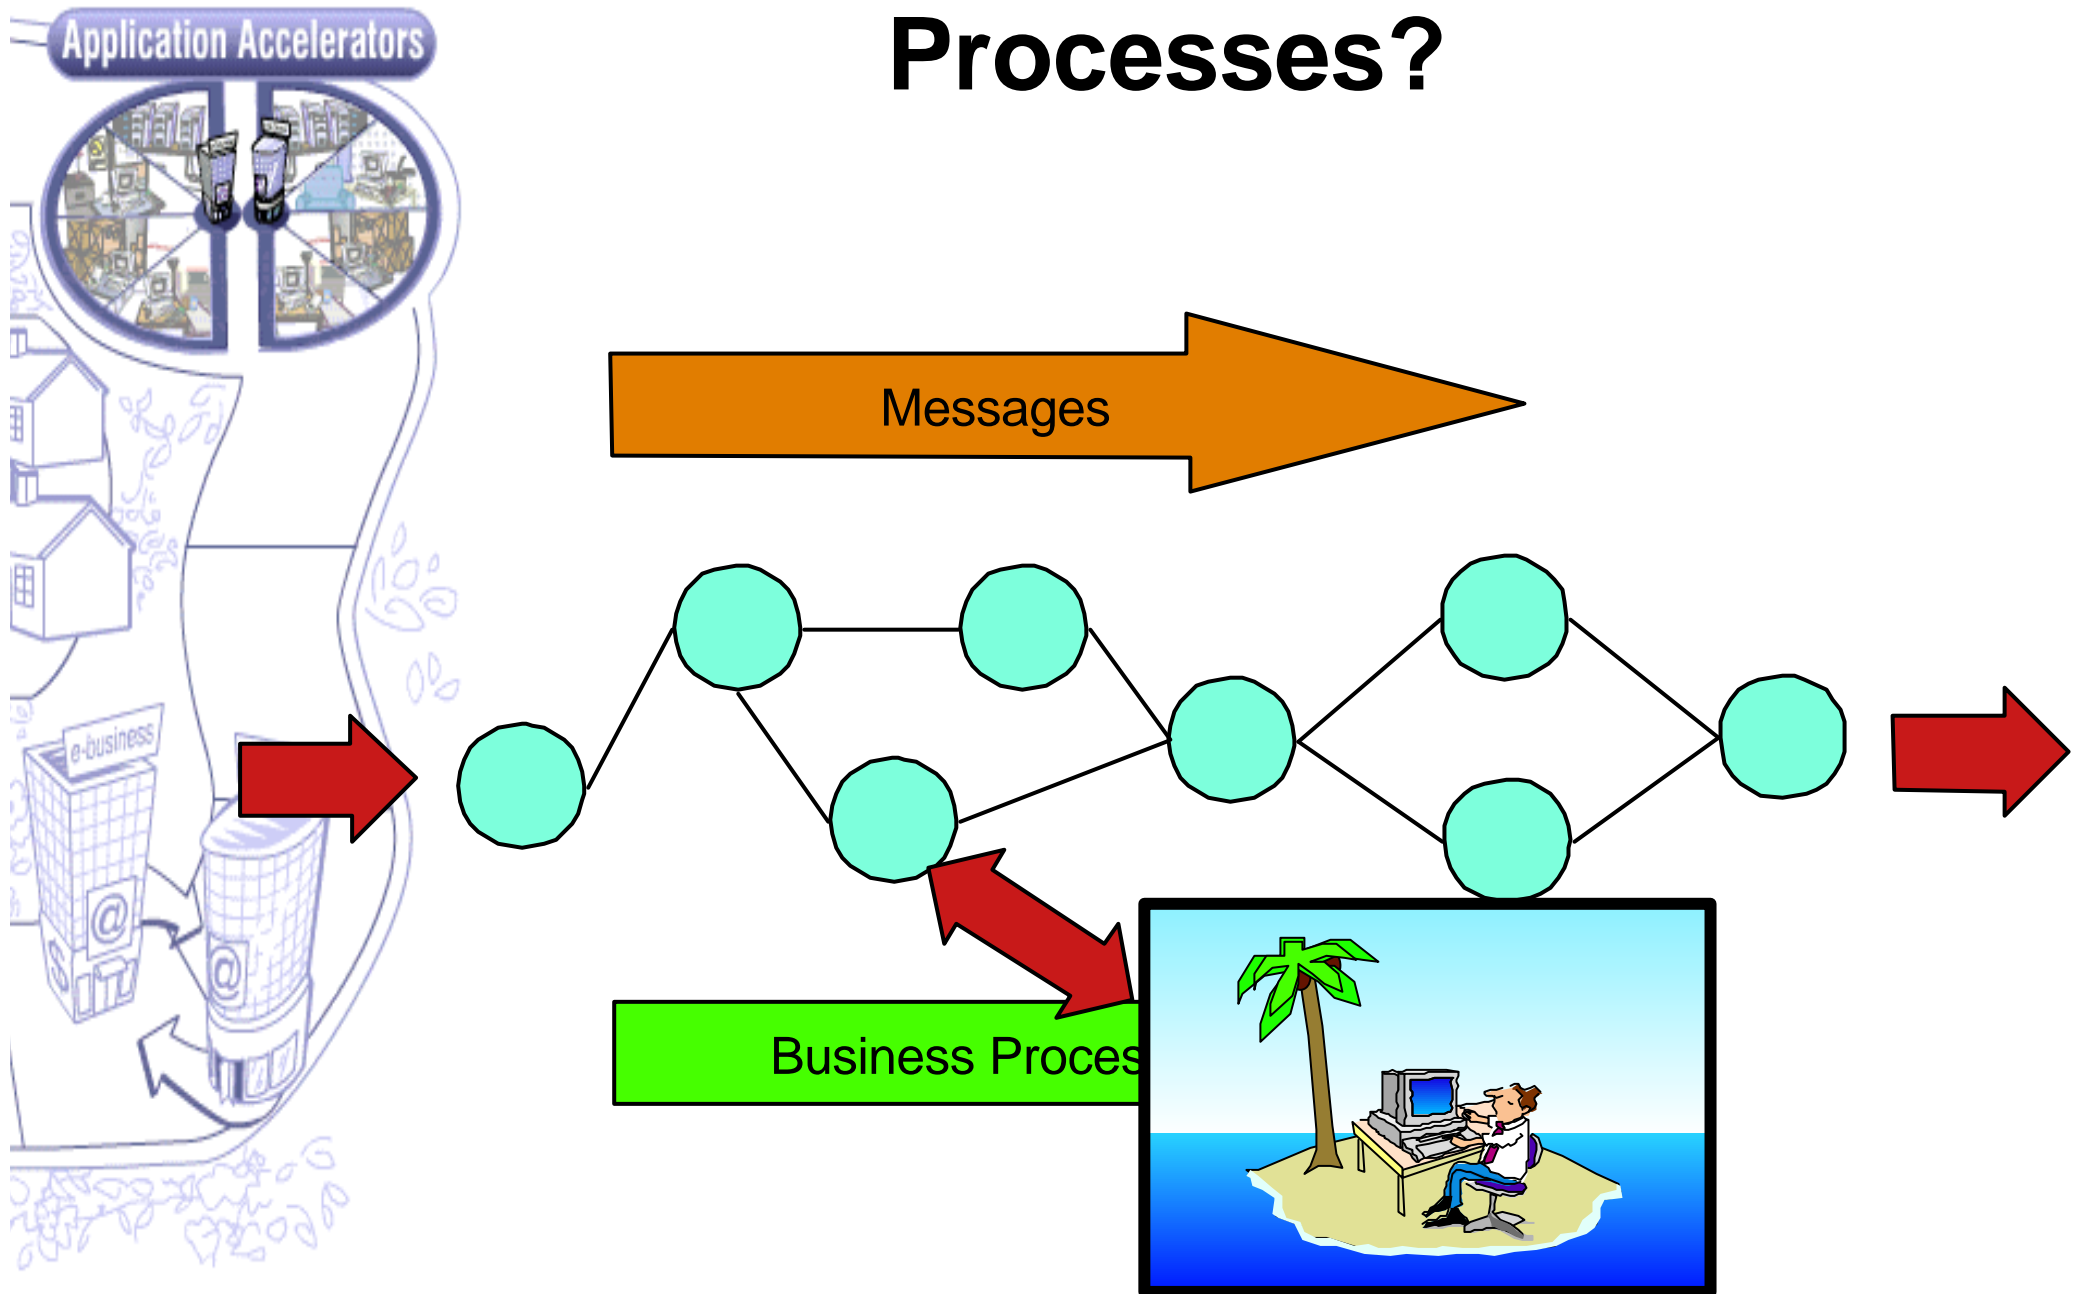 Application Accelerators
Processes?
Messages
e-business
@
@
Business Proces